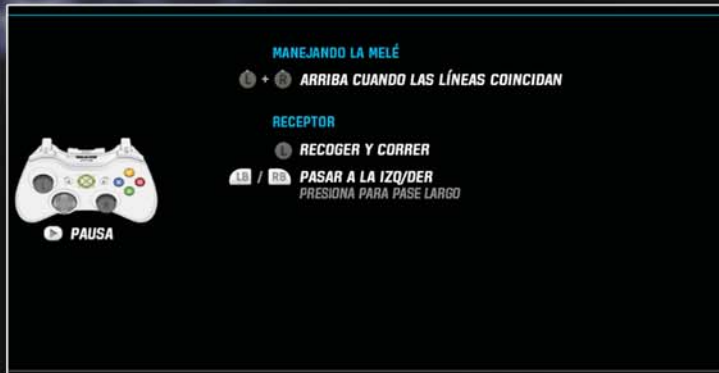 MANEJANDO LA MELÉ
L + R ARRIBA CUANDO LAS LÍNEAS COINCIDAN
RECEPTOR
L RECOGER Y CORRER
LB / RB PASAR A LA IZQ/DER
PRESIONA PARA PASE LARGO
PAUSA